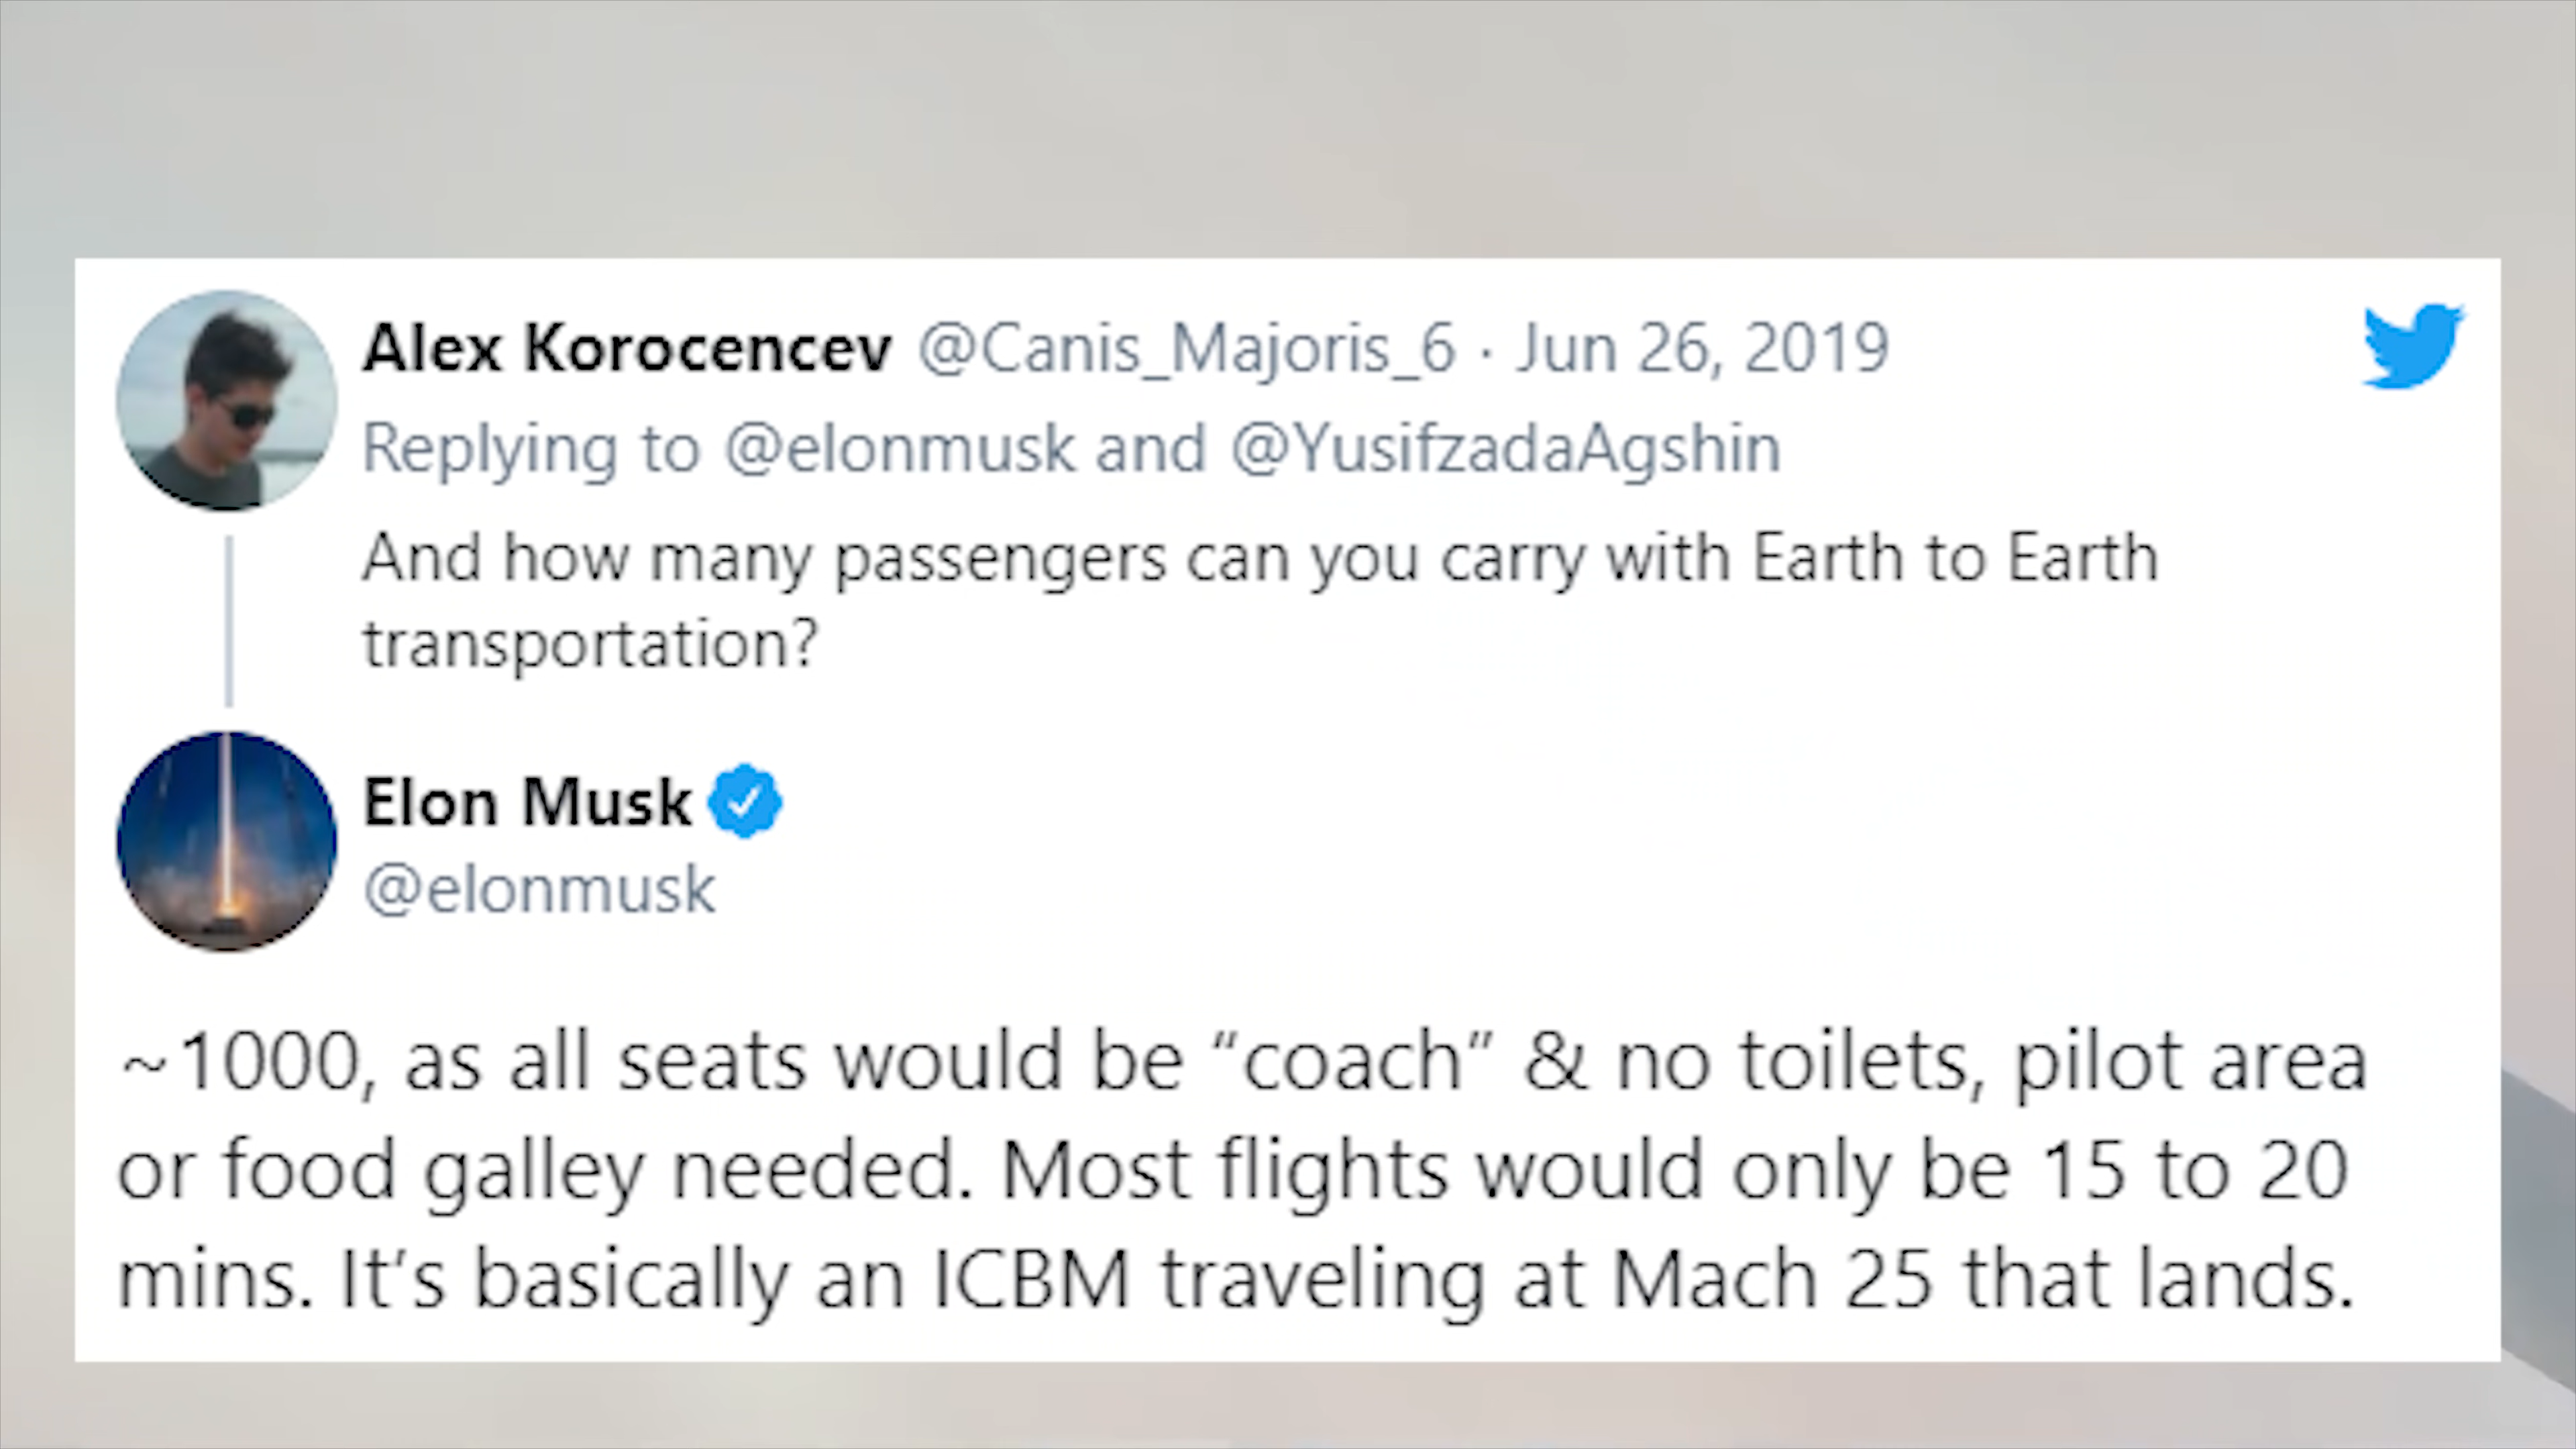 Alex Korocencev @Canis_Majoris_6 · Jun 26, 2019
Replying to @elonmusk and @YusifzadaAgshin
And how many passengers can you carry with Earth to Earth
transportation?
Elon Musk
@elonmusk
~1000, as all seats would be “coach” & no toilets, pilot area
or food galley needed. Most flights would only be 15 to 20
mins. It’s basically an ICBM traveling at Mach 25 that lands.